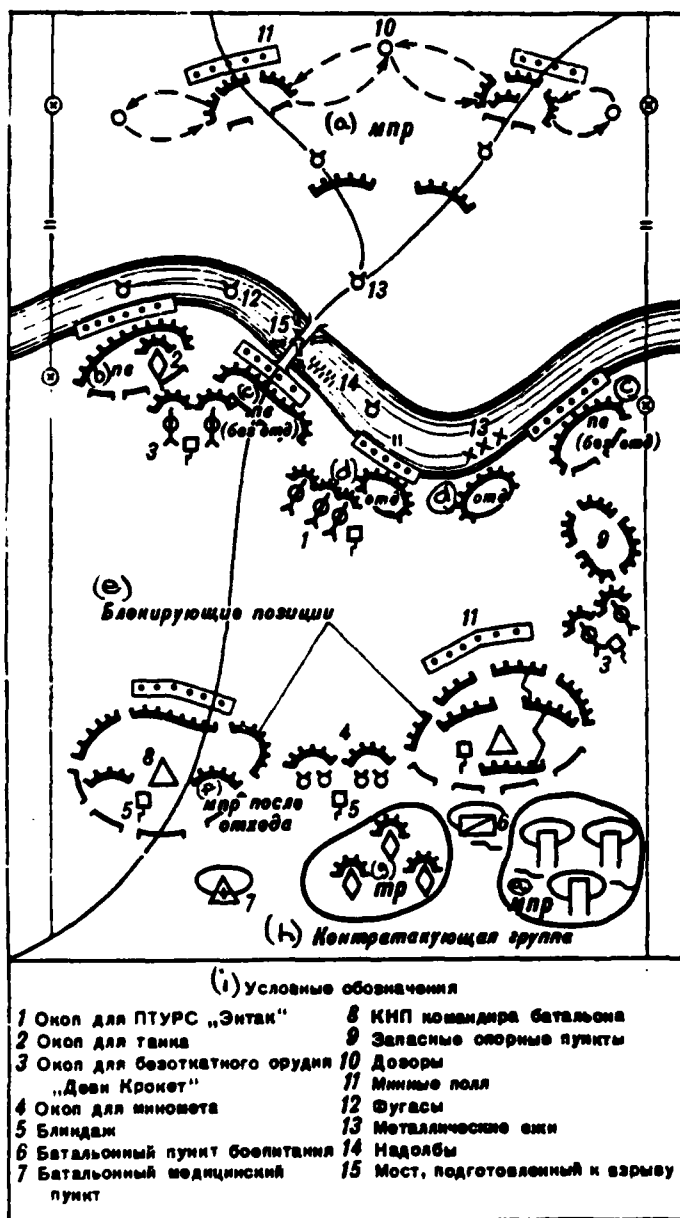 11
10
(a) мпр
12
13
15
(b) пв
2
(c)
пв
(без отд)
14
13
(c)
пв
(без отд)
3
11
(d)
отд
(d)
отд
1
9
(e)
Блокирующие позиции
11
3
8
4
5
мпр после
отхода
5
6
(g)
тр
мпр
7
(h) Контратакующая группа
(i) Условные обозначения
1 Окоп для ПТУРС „Энтак"
2 Окоп для танка
3 Окоп для безоткатного орудия
„Деви Крокет"
4 Окоп для миномета
5 Блиндаж
6 Батальонный пункт боепитания
7 Батальонный медицинский
пункт
8 КНП командира батальона
9 Запасные опорные пункты
10 Дозоры
11 Минные поля
12 Фугасы
13 Металлические ежи
14 Надолбы
15 Мост, подготовленный к взрыву